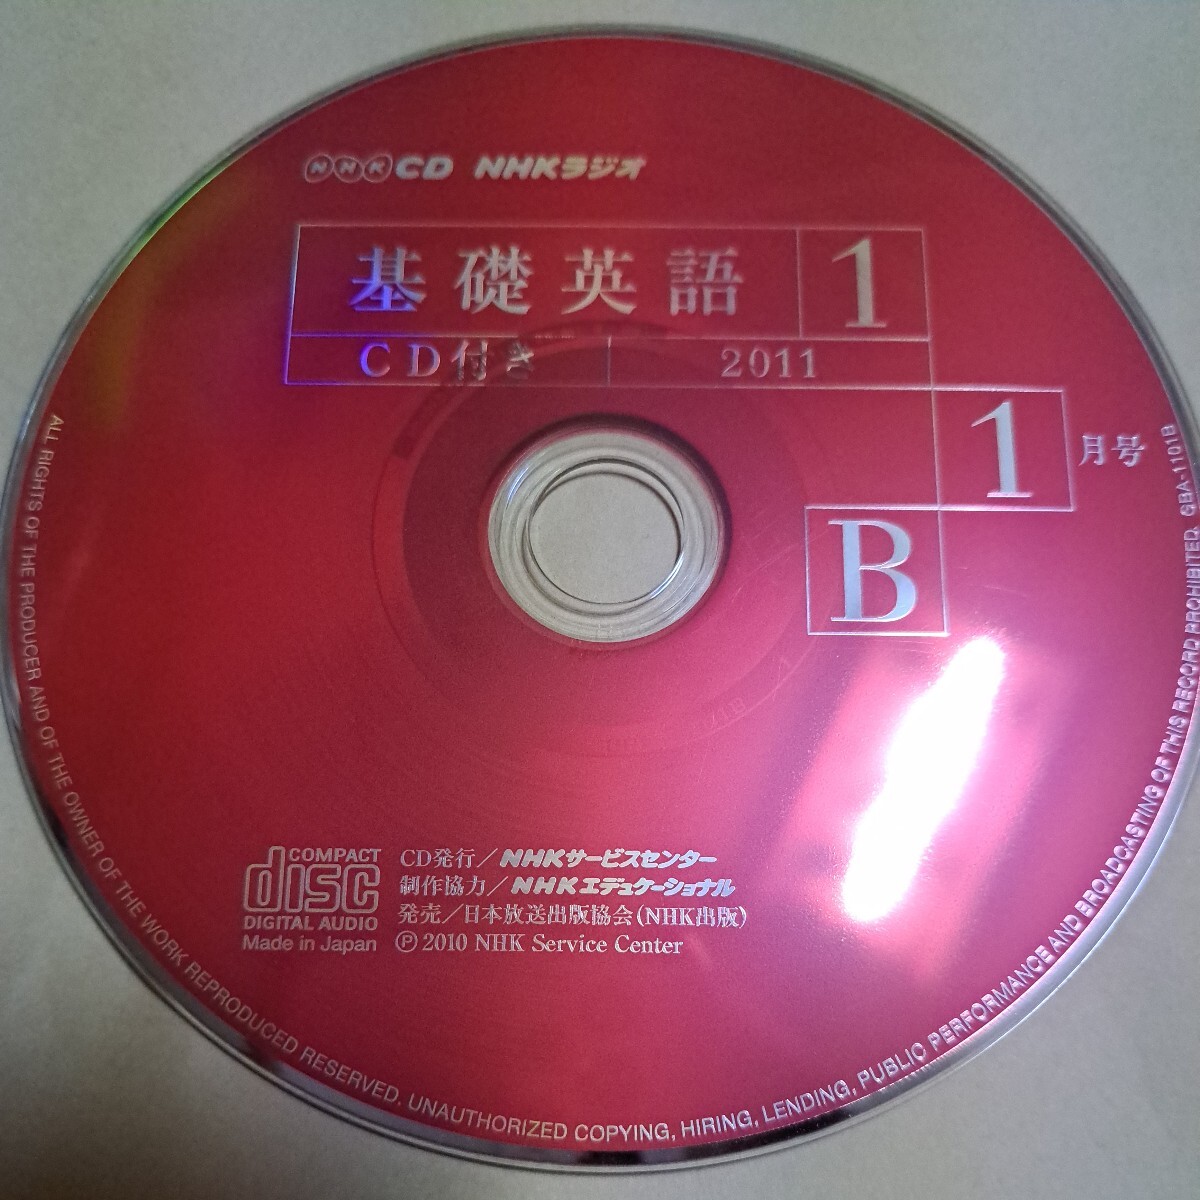 NHK CD NHKラジオ
基礎英語 1
CD付き 2011
1月号
B
COMPACT disc DIGITAL AUDIO
Made in Japan
CD発行／NHKサービスセンター
制作協力／NHKエデュケーショナル
発売／日本放送出版協会(NHK出版)
Ⓟ 2010 NHK Service Center
ALL RIGHTS OF THE PRODUCER AND OF THE OWNER OF THE WORK REPRODUCED RESERVED. UNAUTHORIZED COPYING, HIRING, LENDING, PUBLIC PERFORMANCE AND BROADCASTING OF THIS RECORD PROHIBITED. GBA-1101B